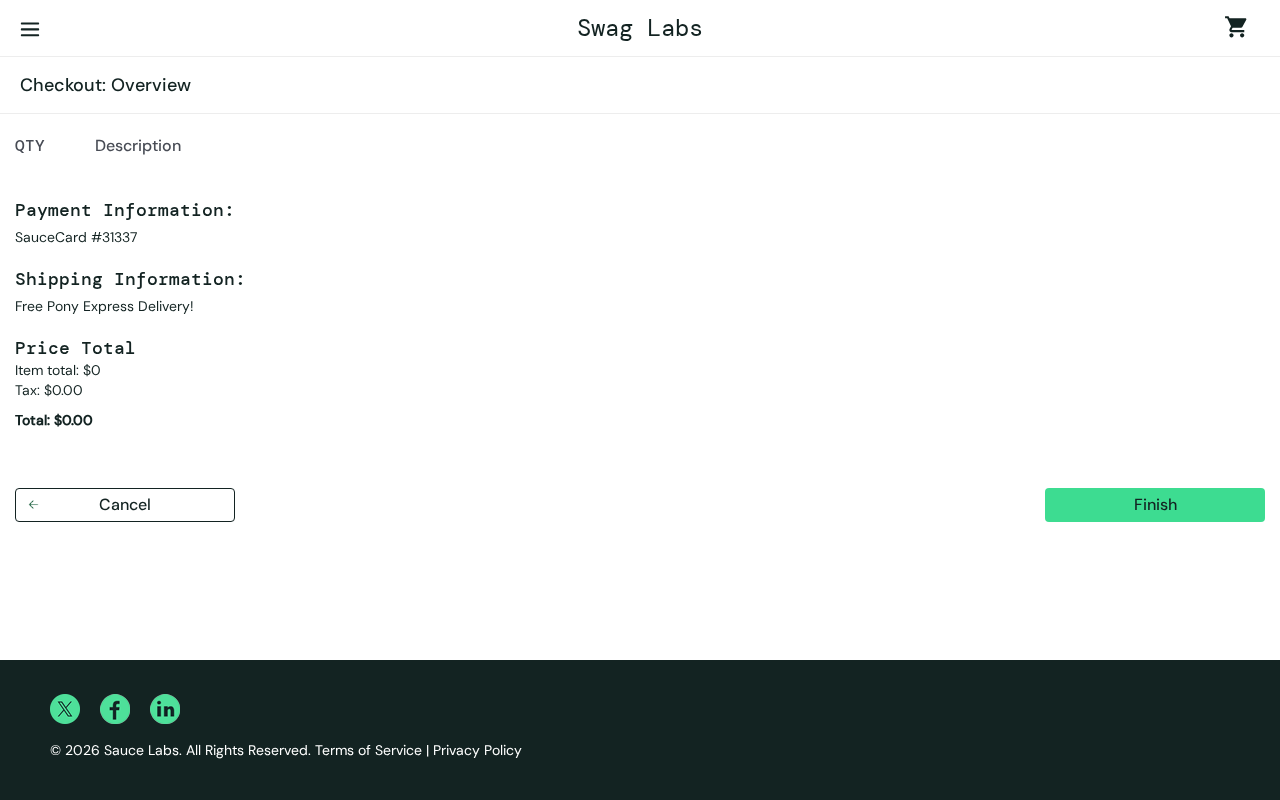 Swag Labs
Checkout: Overview
QTY Description
Payment Information:
SauceCard #31337
Shipping Information:
Free Pony Express Delivery!
Price Total
Item total: $0
Tax: $0.00
Total: $0.00
Cancel
Finish
© 2026 Sauce Labs. All Rights Reserved. Terms of Service | Privacy Policy